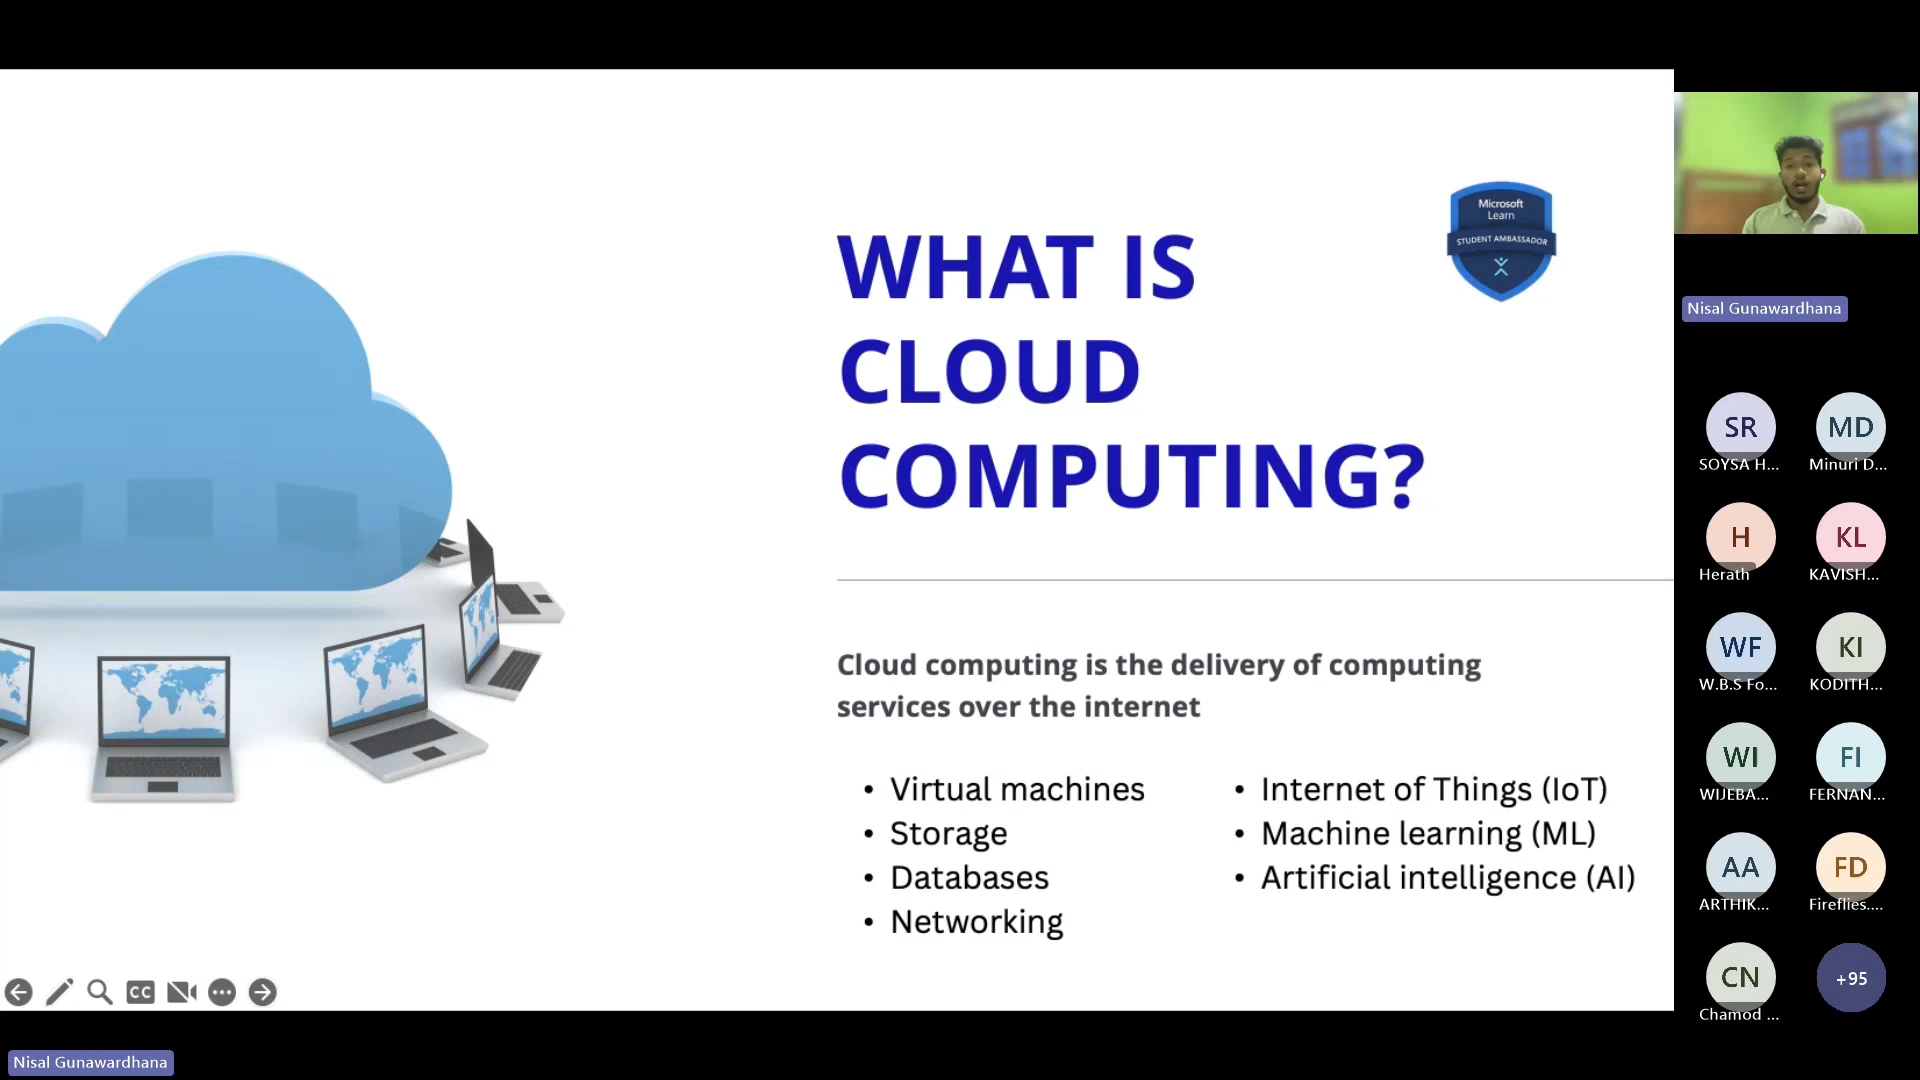 WHAT IS
CLOUD
COMPUTING?
Microsoft
Learn
STUDENT AMBASSADOR
Cloud computing is the delivery of computing
services over the internet
• Virtual machines
• Storage
• Databases
• Networking
• Internet of Things (IoT)
• Machine learning (ML)
• Artificial intelligence (AI)
CC
Nisal Gunawardhana
Nisal Gunawardhana
SR
SOYSA H...
MD
Minuri D...
H
Herath
KL
KAVISH...
WF
W.B.S Fo...
KI
KODITH...
WI
WIJEBA...
FI
FERNAN...
AA
ARTHIK...
FD
Fireflies....
CN
Chamod ...
+95